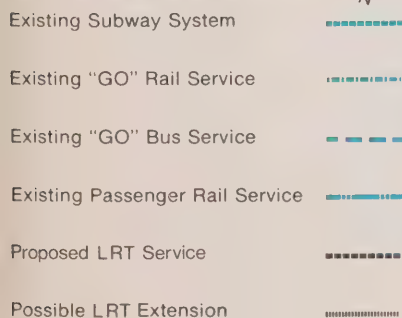 N
Existing Subway System
Existing "GO" Rail Service
Existing "GO" Bus Service
Existing Passenger Rail Service
Proposed LRT Service
Possible LRT Extension